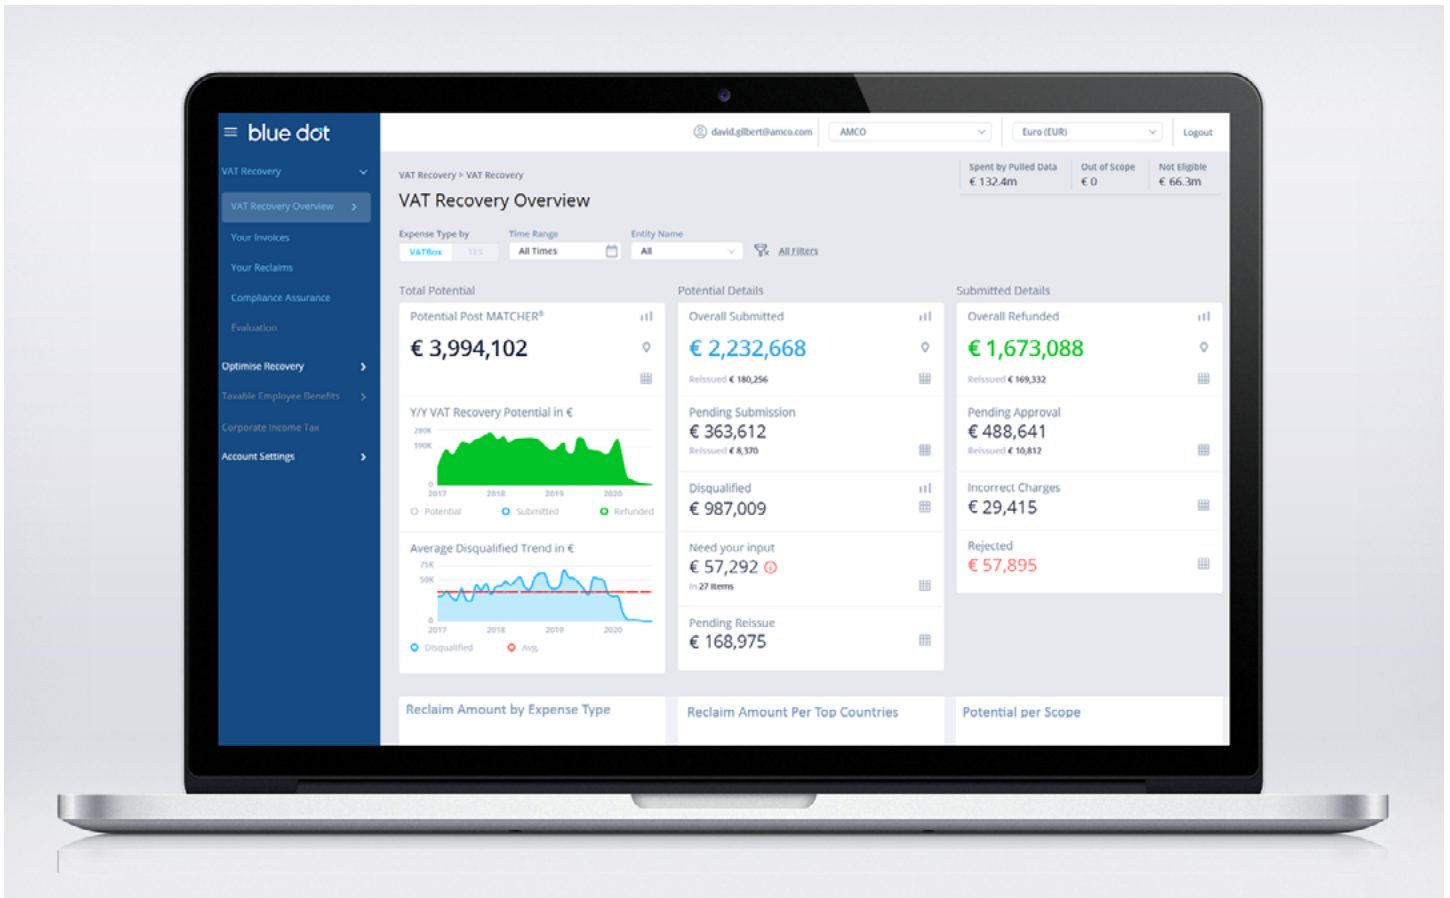 blue dot
david.gilbert@amco.com
AMCO
Euro (EUR)
Logout
VAT Recovery
VAT Recovery Overview
Your Invoices
Your Reclaims
Compliance Assurance
Evaluation
Optimise Recovery
Taxable Employee Benefits
Corporate Income Tax
Account Settings
VAT Recovery > VAT Recovery
VAT Recovery Overview
Spent by Pulled Data
€ 132.4m
Out of Scope
€ 0
Not Eligible
€ 66.3m
Expense Type by
VATBox
YES
Time Range
All Times
Entity Name
All
All Filters
Total Potential
Potential Post MATCHER®
€ 3,994,102
Y/Y VAT Recovery Potential in €
280K
190K
0
2017 2018 2019 2020
Potential Submitted Refunded
Average Disqualified Trend in €
75K
50K
0
2017 2018 2019 2020
Disqualified Avg.
Potential Details
Overall Submitted
€ 2,232,668
Reissued € 180,256
Pending Submission
€ 363,612
Reissued € 8,370
Disqualified
€ 987,009
Need your input
€ 57,292
in 27 Items
Pending Reissue
€ 168,975
Submitted Details
Overall Refunded
€ 1,673,088
Reissued € 169,332
Pending Approval
€ 488,641
Reissued € 10,812
Incorrect Charges
€ 29,415
Rejected
€ 57,895
Reclaim Amount by Expense Type
Reclaim Amount Per Top Countries
Potential per Scope